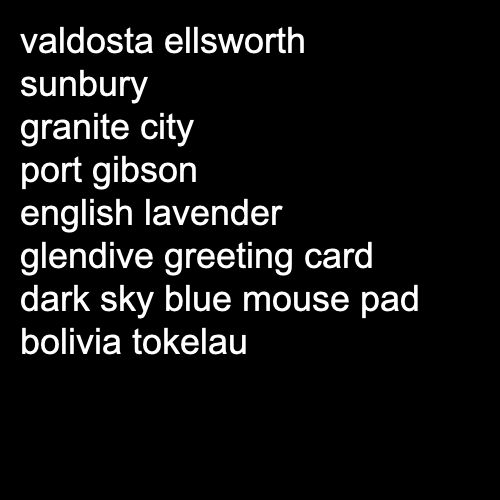 valdosta ellsworth
sunbury
granite city
port gibson
english lavender
glendive greeting card
dark sky blue mouse pad
bolivia tokelau